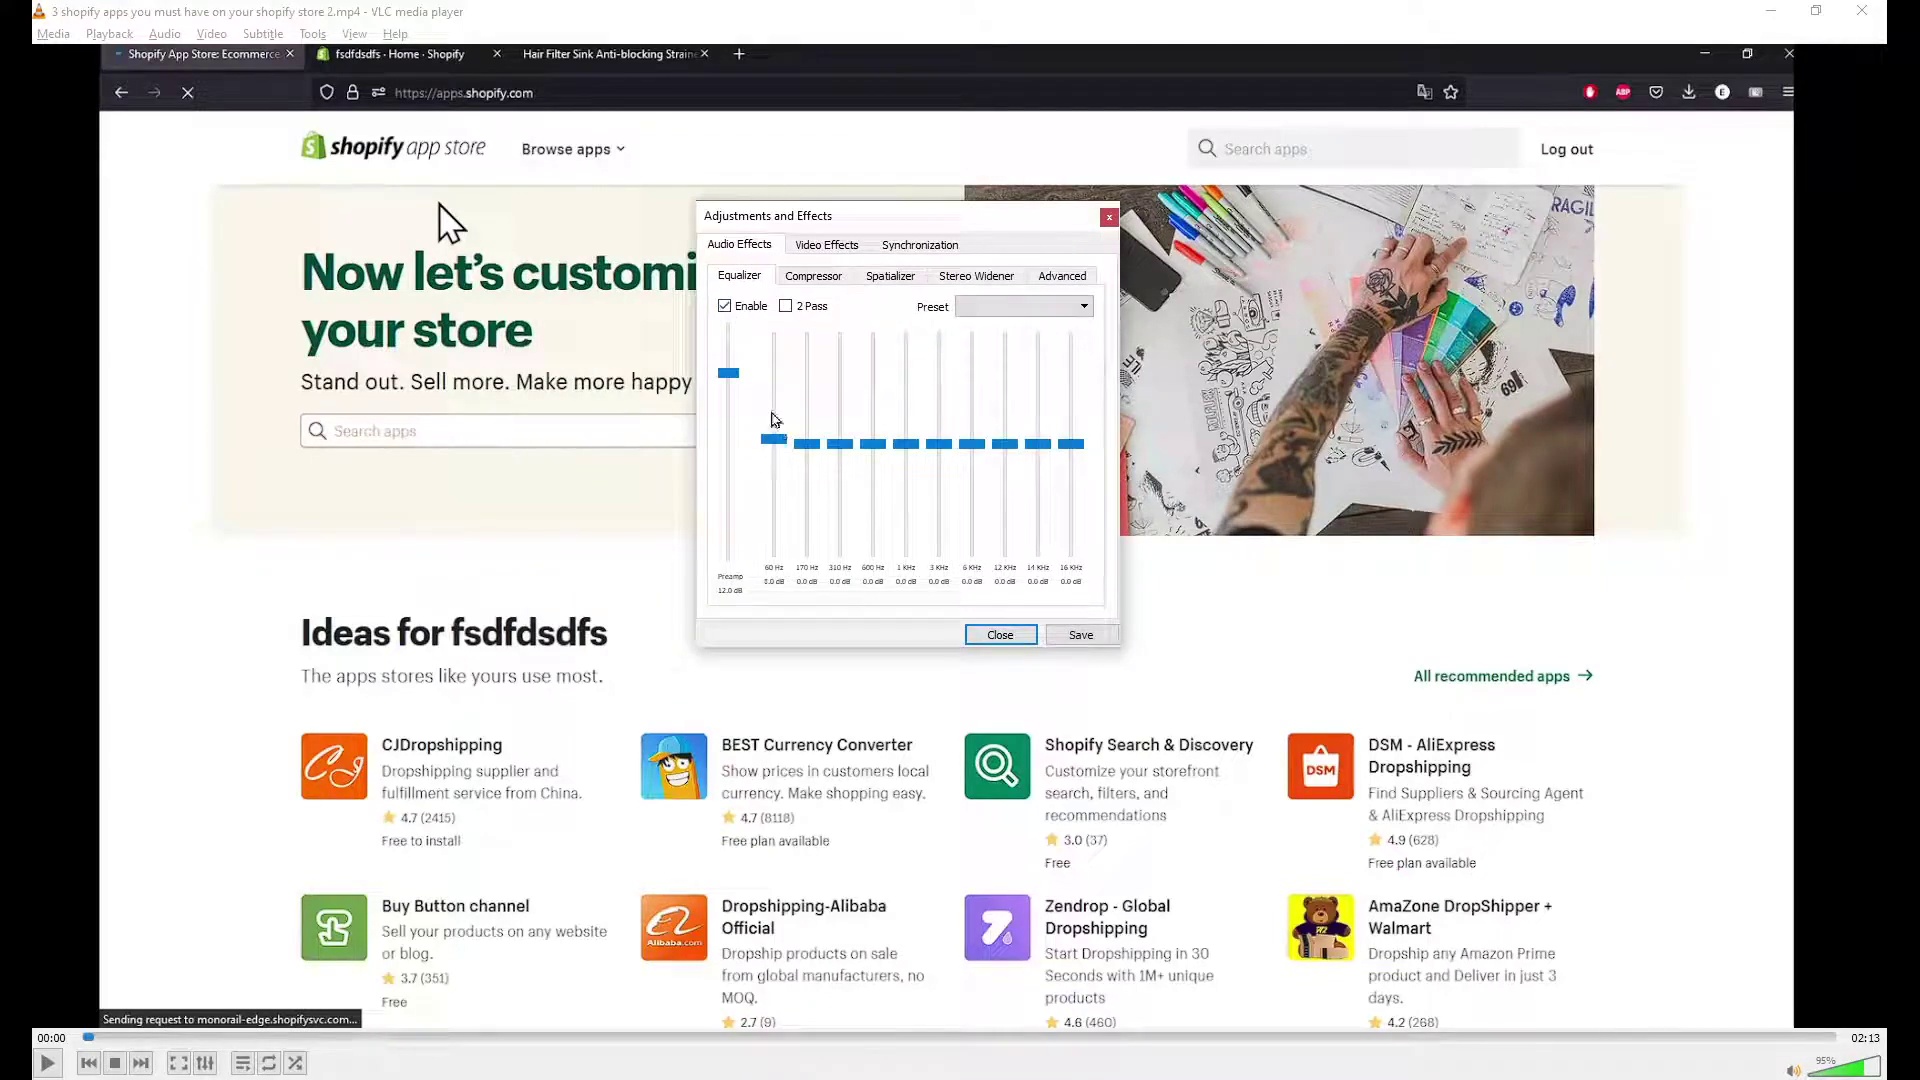 3 shopify apps you must have on your shopify store 2.mp4 - VLC media player
Media Playback Audio Video Subtitle Tools View Help
Shopify App Store: Ecommerce
fsdfdsdfs - Home · Shopify
Hair Filter Sink Anti-blocking Straine
https://apps.shopify.com
ABP
E
shopify app store
Browse apps
Search apps
Log out
Now let's customi
your store
Stand out. Sell more. Make more happy
Search apps
Adjustments and Effects
Audio Effects Video Effects Synchronization
Equalizer Compressor Spatializer Stereo Widener Advanced
Enable 2 Pass Preset
60 Hz 170 Hz 310 Hz 600 Hz 1 KHz 3 KHz 6 KHz 12 KHz 14 KHz 16 KHz
Preamp 0.0 dB 0.0 dB 0.0 dB 0.0 dB 0.0 dB 0.0 dB 0.0 dB 0.0 dB 0.0 dB 0.0 dB
12.0 dB
Close Save
RAGIL
69
Ideas for fsdfdsdfs
The apps stores like yours use most.
All recommended apps
CJDropshipping
Dropshipping supplier and
fulfillment service from China.
4.7 (2415)
Free to install
BEST Currency Converter
Show prices in customers local
currency. Make shopping easy.
4.7 (8118)
Free plan available
Shopify Search & Discovery
Customize your storefront
search, filters, and
recommendations
3.0 (37)
Free
DSM
DSM - AliExpress
Dropshipping
Find Suppliers & Sourcing Agent
& AliExpress Dropshipping
4.9 (628)
Free plan available
Buy Button channel
Sell your products on any website
or blog.
3.7 (351)
Free
Alibaba.com
Dropshipping-Alibaba
Official
Dropship products on sale
from global manufacturers, no
MOQ.
2.7 (9)
Zendrop - Global
Dropshipping
Start Dropshipping in 30
Seconds with 1M+ unique
products
4.6 (460)
AmaZone DropShipper +
Walmart
Dropship any Amazon Prime
product and Deliver in just 3
days.
4.2 (268)
Sending request to monorail-edge.shopifysvc.com...
00:00
02:13
95%